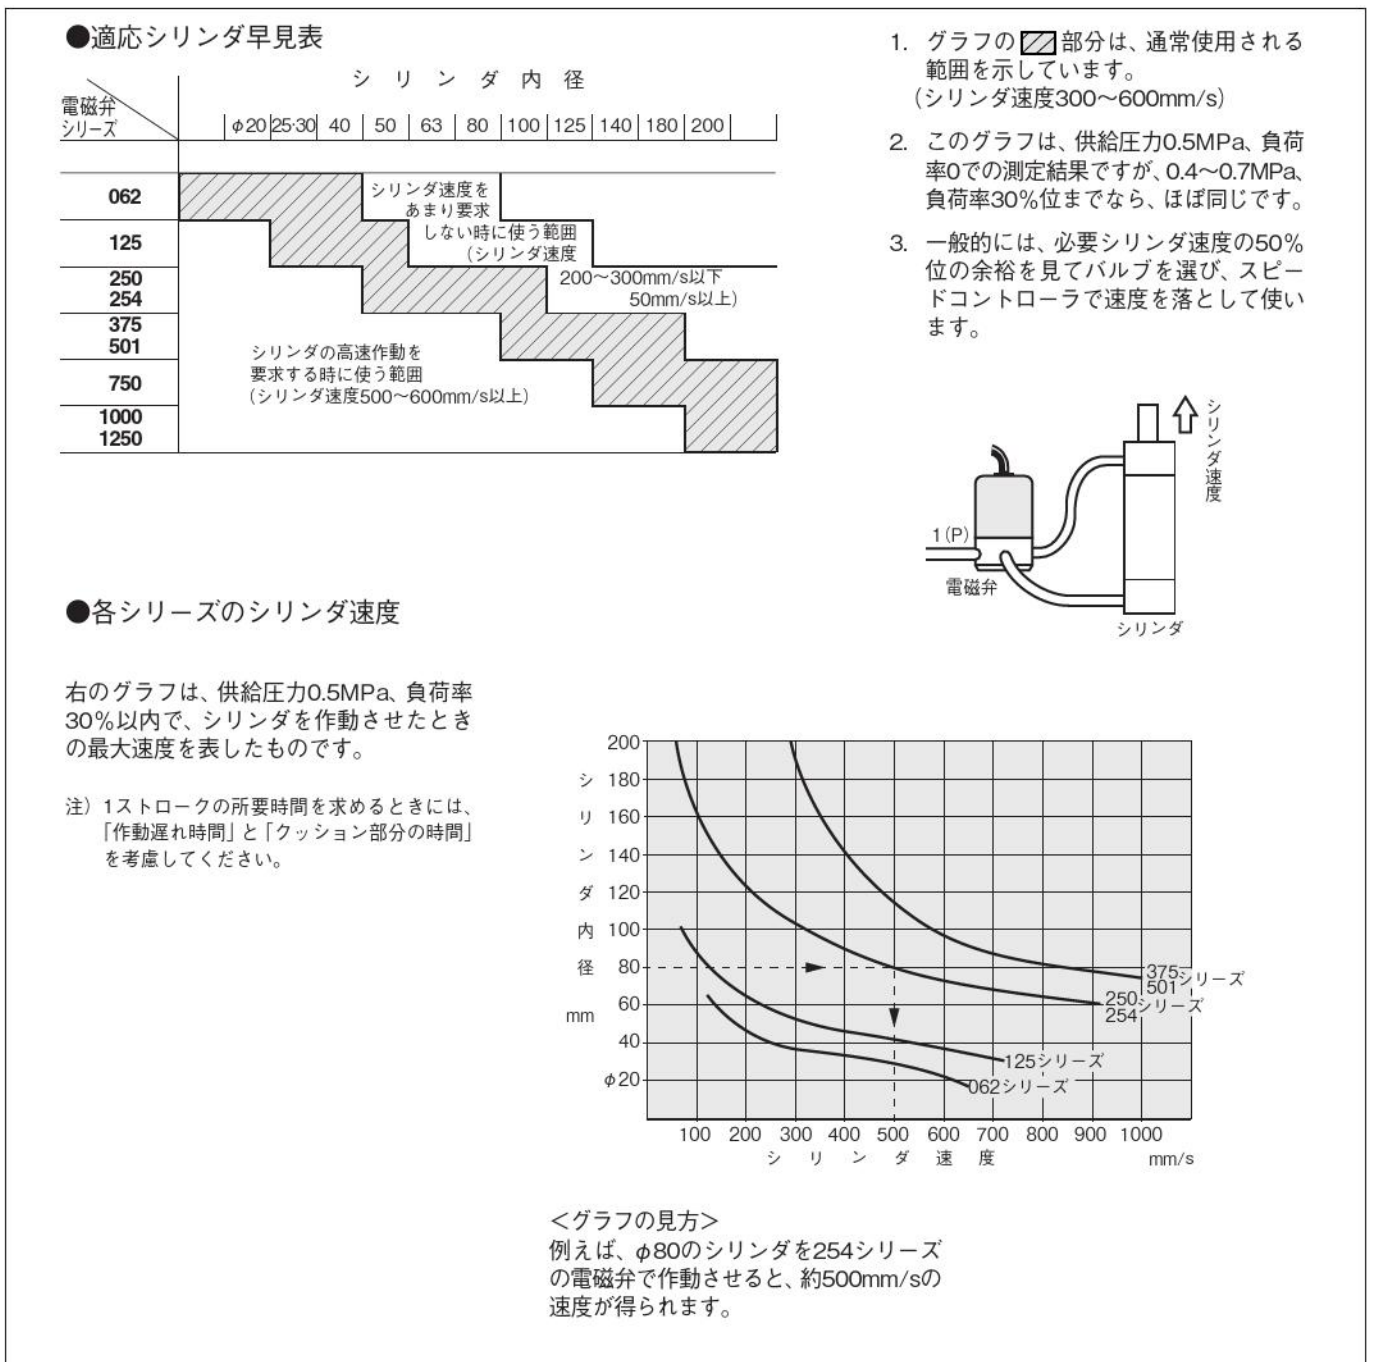 ●適応シリンダ早見表
シリンダ内径
電磁弁
シリーズ
φ20 25·30 40 50 63 80 100 125 140 180 200
062
125
250
254
375
501
750
1000
1250
シリンダ速度を
あまり要求
しない時に使う範囲
(シリンダ速度
200～300mm/s以下
50mm/s以上)
シリンダの高速作動を
要求する時に使う範囲
(シリンダ速度500～600mm/s以上)
1. グラフの 部分は、通常使用される
範囲を示しています。
(シリンダ速度300～600mm/s)
2. このグラフは、供給圧力0.5MPa、負荷
率0での測定結果ですが、0.4～0.7MPa、
負荷率30%位までなら、ほぼ同じです。
3. 一般的には、必要シリンダ速度の50%
位の余裕を見てバルブを選び、スピー
ドコントローラで速度を落として使い
ます。
シリンダ速度
1(P)
電磁弁
シリンダ
●各シリーズのシリンダ速度
右のグラフは、供給圧力0.5MPa、負荷率
30%以内で、シリンダを作動させたとき
の最大速度を表したものです。
注) 1ストロークの所要時間を求めるときには、
「作動遅れ時間」と「クッション部分の時間」
を考慮してください。
シリンダ内径
mm
200
180
160
140
120
100
80
60
40
φ20
375
501
シリーズ
250
254
シリーズ
125シリーズ
062シリーズ
100 200 300 400 500 600 700 800 900 1000
シリンダ速度 mm/s
＜グラフの見方＞
例えば、φ80のシリンダを254シリーズ
の電磁弁で作動させると、約500mm/sの
速度が得られます。